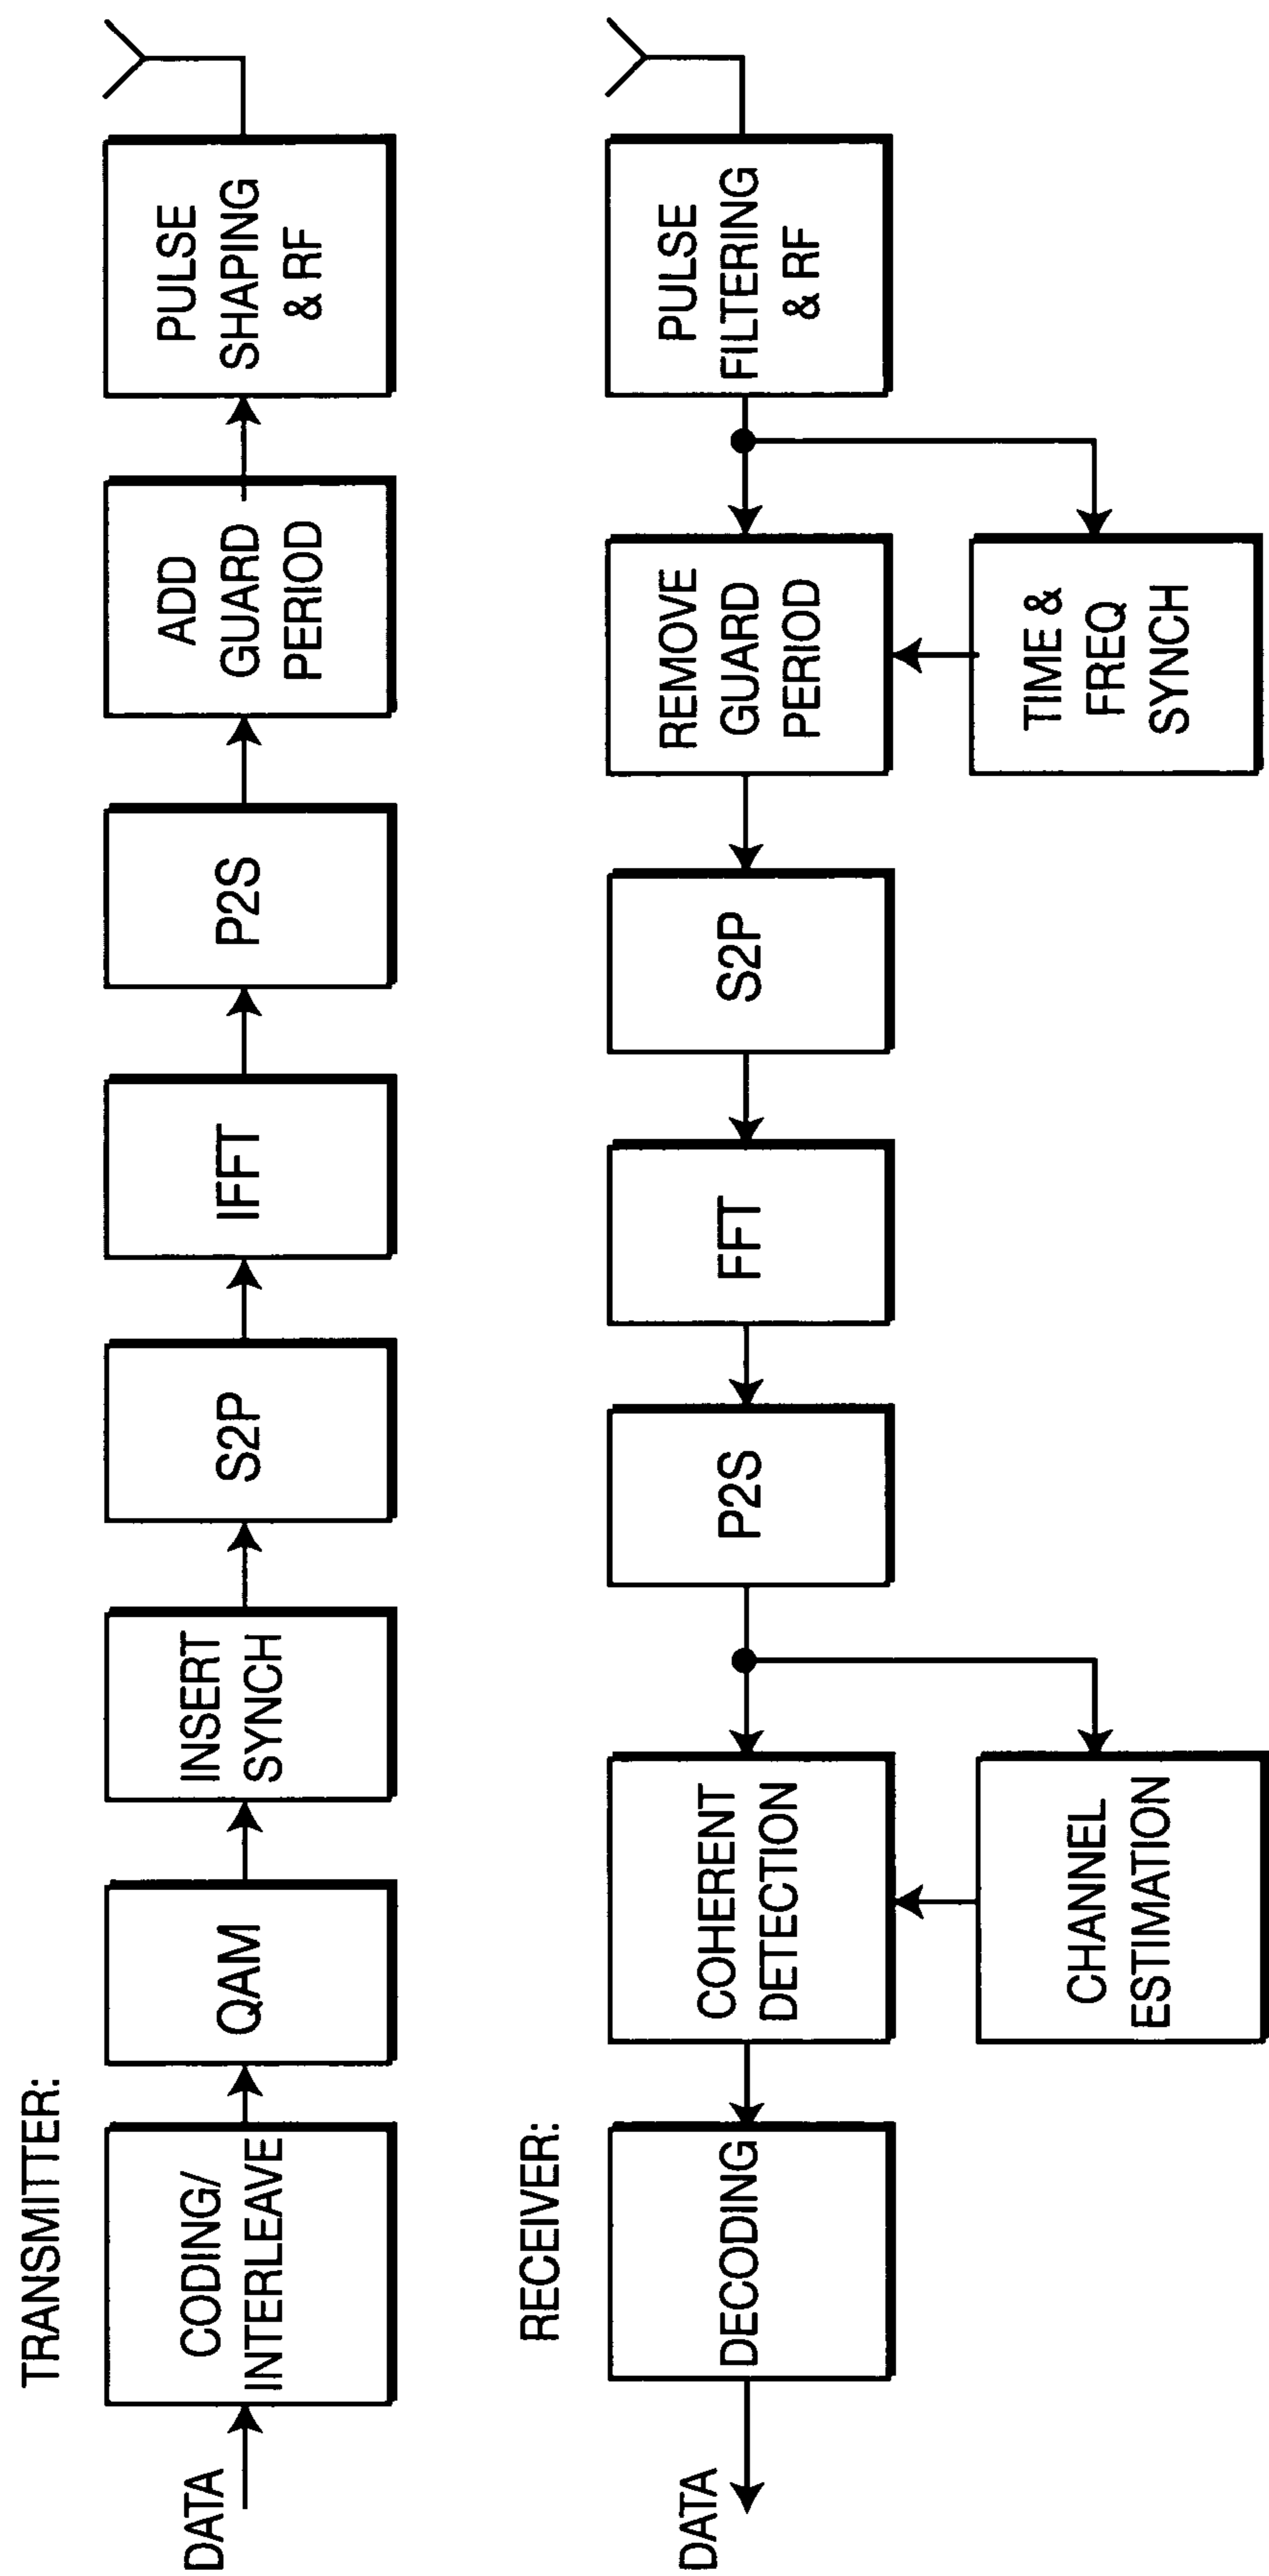 TRANSMITTER:
DATA
CODING/
INTERLEAVE
QAM
INSERT
SYNCH
S2P
IFFT
P2S
ADD
GUARD
PERIOD
PULSE
SHAPING
& RF
RECEIVER:
DATA
DECODING
COHERENT
DETECTION
P2S
FFT
S2P
REMOVE
GUARD
PERIOD
PULSE
FILTERING
& RF
CHANNEL
ESTIMATION
TIME &
FREQ
SYNCH